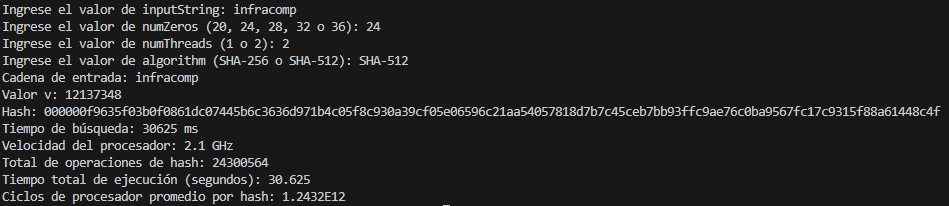 Ingrese el valor de inputString: infracomp
Ingrese el valor de numZeros (20, 24, 28, 32 o 36): 24
Ingrese el valor de numThreads (1 o 2): 2
Ingrese el valor de algorithm (SHA-256 o SHA-512): SHA-512
Cadena de entrada: infracomp
Valor v: 12137348
Hash: 000000f9635f03b0f0861dc07445b6c3636d971b4c05f8c930a39cf05e06596c21aa54057818d7b7c45ceb7bb93ffc9ae76c0ba9567fc17c9315f88a61448c4f
Tiempo de búsqueda: 30625 ms
Velocidad del procesador: 2.1 GHz
Total de operaciones de hash: 24300564
Tiempo total de ejecución (segundos): 30.625
Ciclos de procesador promedio por hash: 1.2432E12